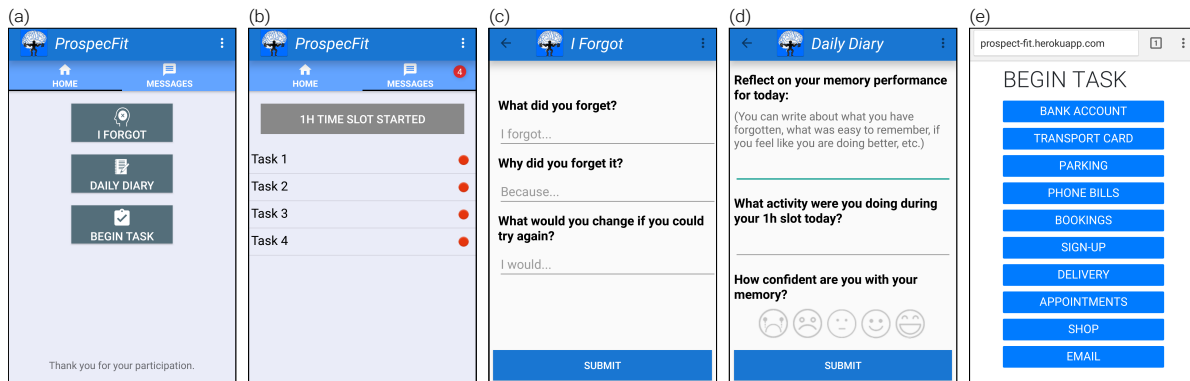 (a)
ProspecFit
HOME
MESSAGES
I FORGOT
DAILY DIARY
BEGIN TASK
Thank you for your participation.
(b)
ProspecFit
HOME
MESSAGES
4
1H TIME SLOT STARTED
Task 1
Task 2
Task 3
Task 4
(c)
I Forgot
What did you forget?
I forgot...
Why did you forget it?
Because...
What would you change if you could
try again?
I would...
SUBMIT
(d)
Daily Diary
Reflect on your memory performance
for today:
(You can write about what you have
forgotten, what was easy to remember, if
you feel like you are doing better, etc.)
What activity were you doing during
your 1h slot today?
How confident are you with your
memory?
SUBMIT
(e)
prospect-fit.herokuapp.com
1
BEGIN TASK
BANK ACCOUNT
TRANSPORT CARD
PARKING
PHONE BILLS
BOOKINGS
SIGN-UP
DELIVERY
APPOINTMENTS
SHOP
EMAIL